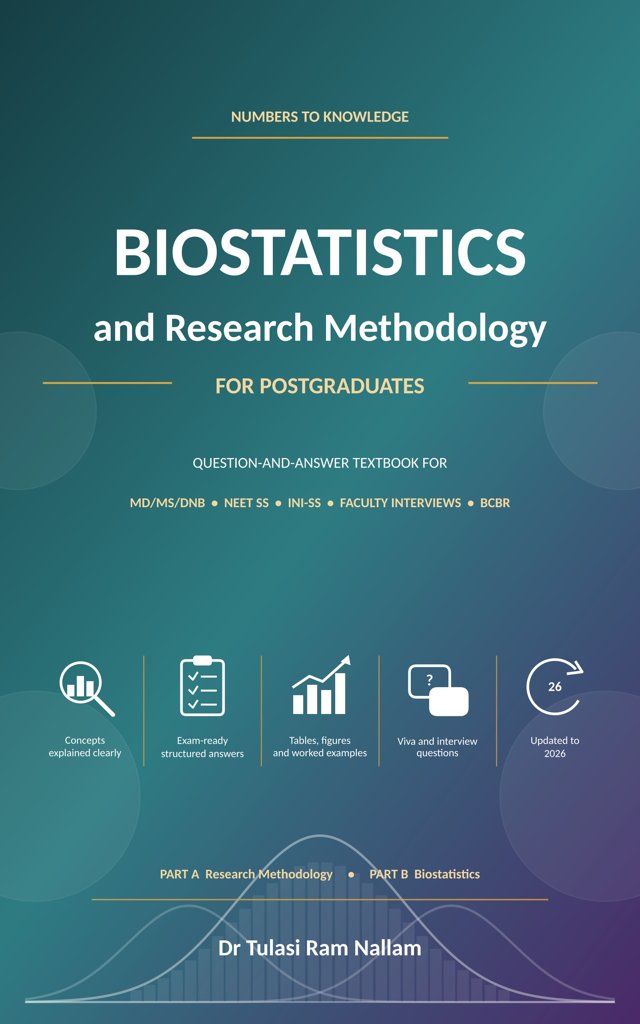 NUMBERS TO KNOWLEDGE
BIOSTATISTICS
and Research Methodology
FOR POSTGRADUATES
QUESTION-AND-ANSWER TEXTBOOK FOR
MD/MS/DNB ● NEET SS ● INI-SS ● FACULTY INTERVIEWS ● BCBR
?
26
Concepts
explained clearly
Exam-ready
structured answers
Tables, figures
and worked examples
Viva and interview
questions
Updated to
2026
PART A Research Methodology ● PART B Biostatistics
Dr Tulasi Ram Nallam